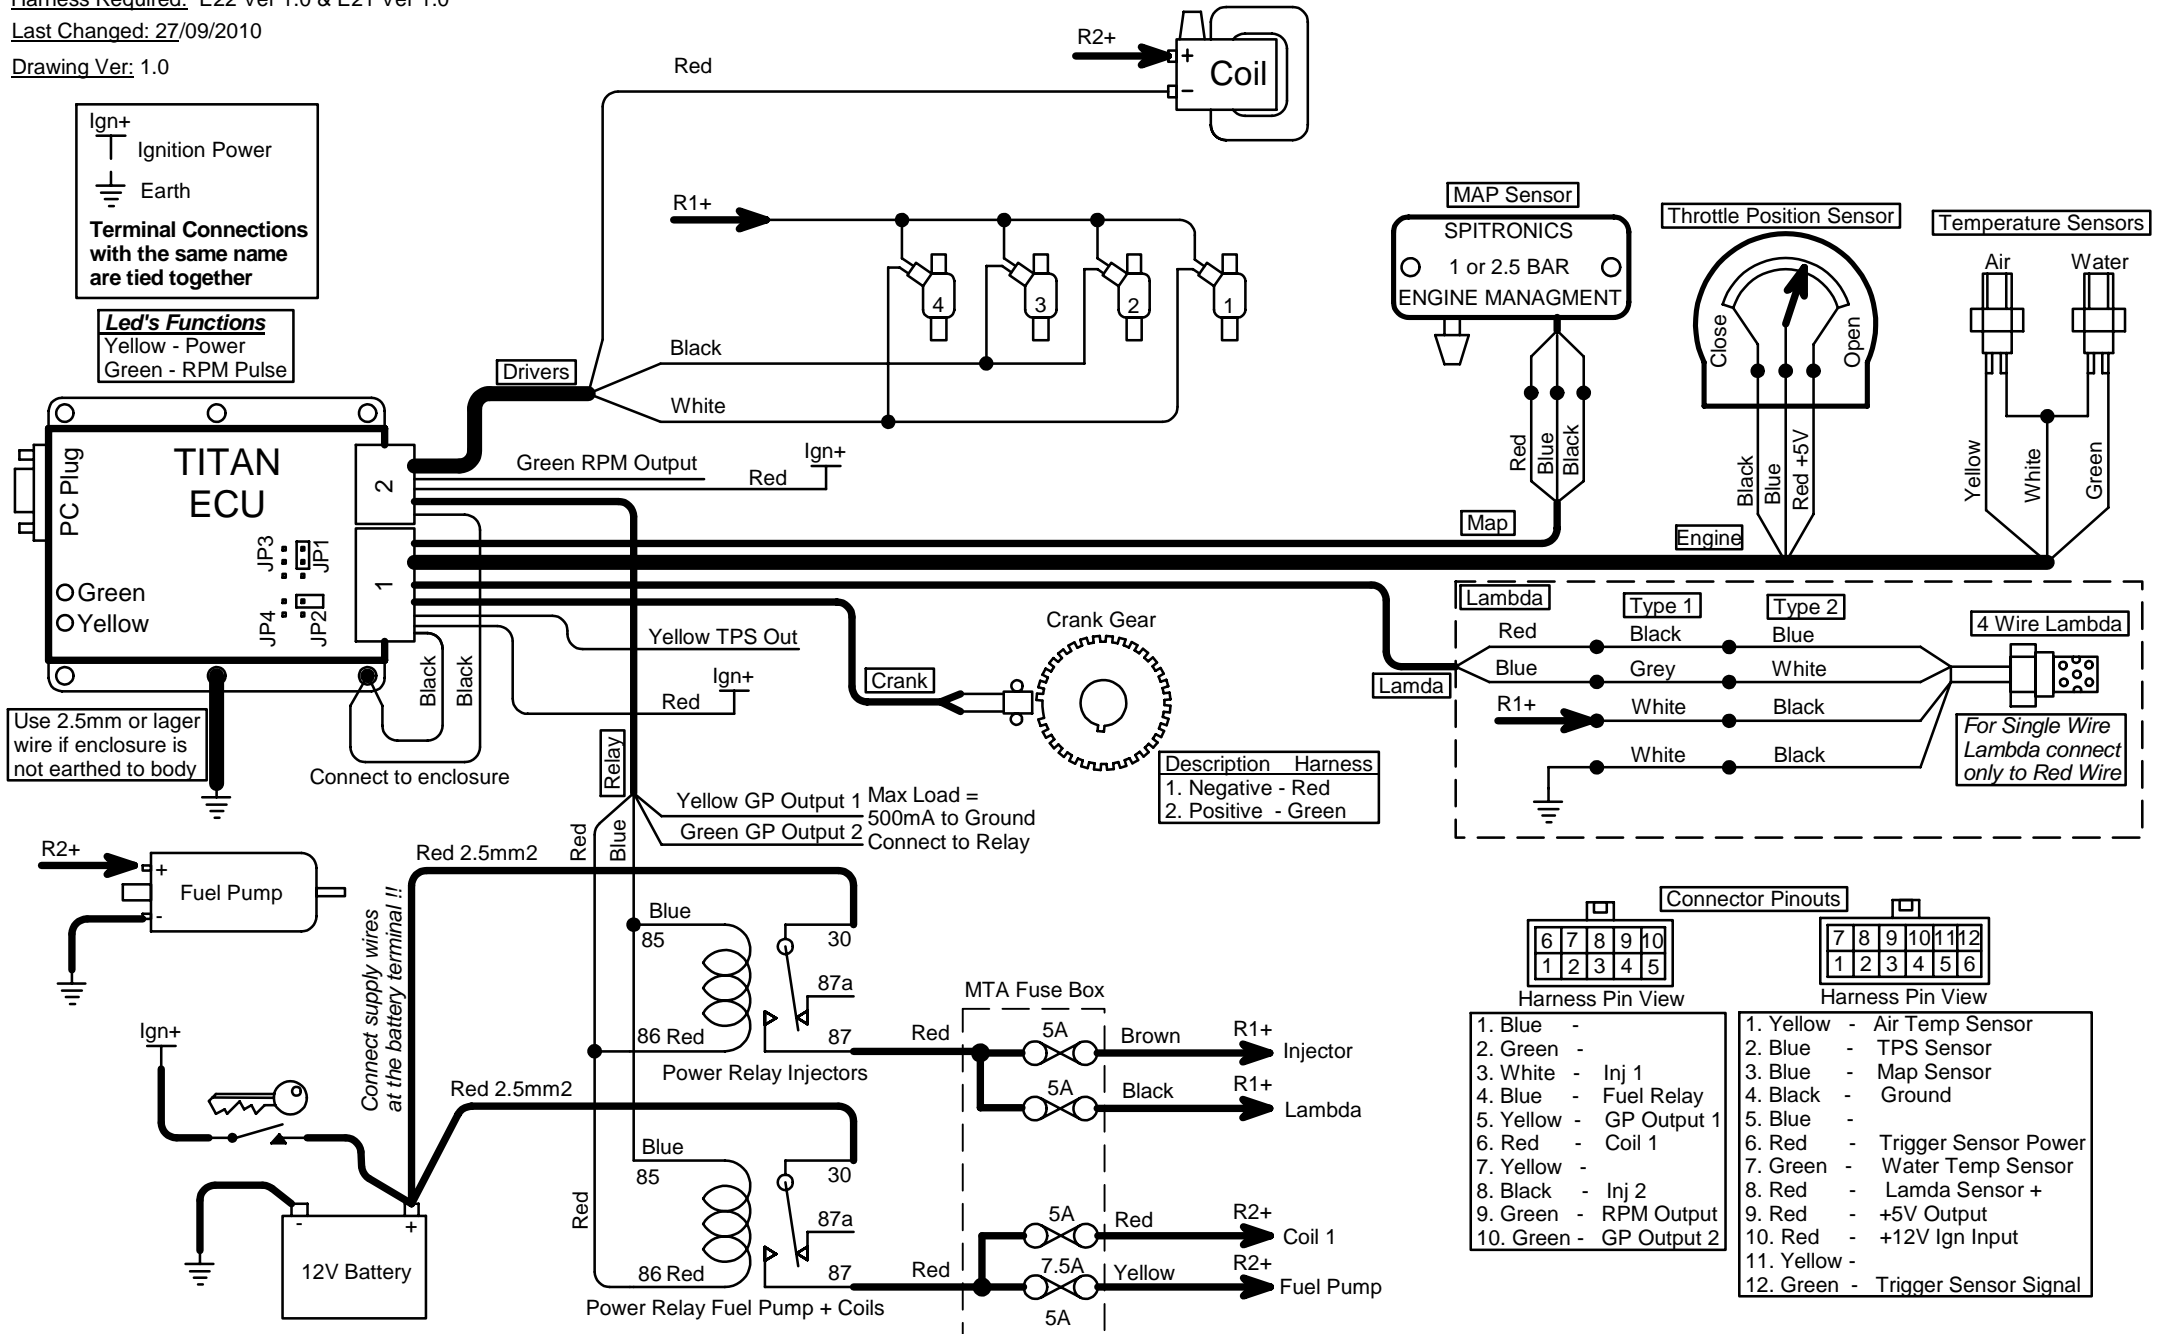 Harness Required: E22 Ver 1.0 & E21 Ver 1.0
Last Changed: 27/09/2010
Drawing Ver: 1.0
Ign+
Ignition Power
Earth
Terminal Connections
with the same name
are tied together
Led's Functions
Yellow - Power
Green - RPM Pulse
Red
R2+
+
-
Coil
R1+
4
3
2
1
Black
White
Drivers
MAP Sensor
SPITRONICS
1 or 2.5 BAR
ENGINE MANAGMENT
Red
Blue
Black
Map
Throttle Position Sensor
Close
Open
Black
Blue
Red +5V
Engine
Temperature Sensors
Air
Water
Yellow
White
Green
PC Plug
TITAN
ECU
2
1
JP3
JP1
JP4
JP2
Green
Yellow
Green RPM Output
Red
Ign+
Black
Black
Yellow TPS Out
Red
Ign+
Use 2.5mm or lager
wire if enclosure is
not earthed to body
Connect to enclosure
Crank
Crank Gear
Description Harness
1. Negative - Red
2. Positive - Green
Lamda
Lambda
Type 1
Type 2
4 Wire Lambda
Red
Black
Blue
Blue
Grey
White
R1+
White
Black
White
Black
For Single Wire
Lambda connect
only to Red Wire
Relay
Yellow GP Output 1
Green GP Output 2
Max Load =
500mA to Ground
Connect to Relay
Red
Blue
R2+
+
-
Fuel Pump
Red 2.5mm2
Connect supply wires
at the battery terminal !!
Blue
85
30
87a
86 Red
87
Power Relay Injectors
Red
MTA Fuse Box
5A
Brown
R1+
Injector
5A
Black
R1+
Lambda
Ign+
Red 2.5mm2
-
+
12V Battery
Red
Blue
85
30
87a
86 Red
87
Power Relay Fuel Pump + Coils
Red
5A
Red
R2+
Coil 1
7.5A
Yellow
R2+
Fuel Pump
5A
Connector Pinouts
6 7 8 9 10
1 2 3 4 5
Harness Pin View
1. Blue -
2. Green -
3. White - Inj 1
4. Blue - Fuel Relay
5. Yellow - GP Output 1
6. Red - Coil 1
7. Yellow -
8. Black - Inj 2
9. Green - RPM Output
10. Green - GP Output 2
7 8 9 10 11 12
1 2 3 4 5 6
Harness Pin View
1. Yellow - Air Temp Sensor
2. Blue - TPS Sensor
3. Blue - Map Sensor
4. Black - Ground
5. Blue -
6. Red - Trigger Sensor Power
7. Green - Water Temp Sensor
8. Red - Lamda Sensor +
9. Red - +5V Output
10. Red - +12V Ign Input
11. Yellow -
12. Green - Trigger Sensor Signal